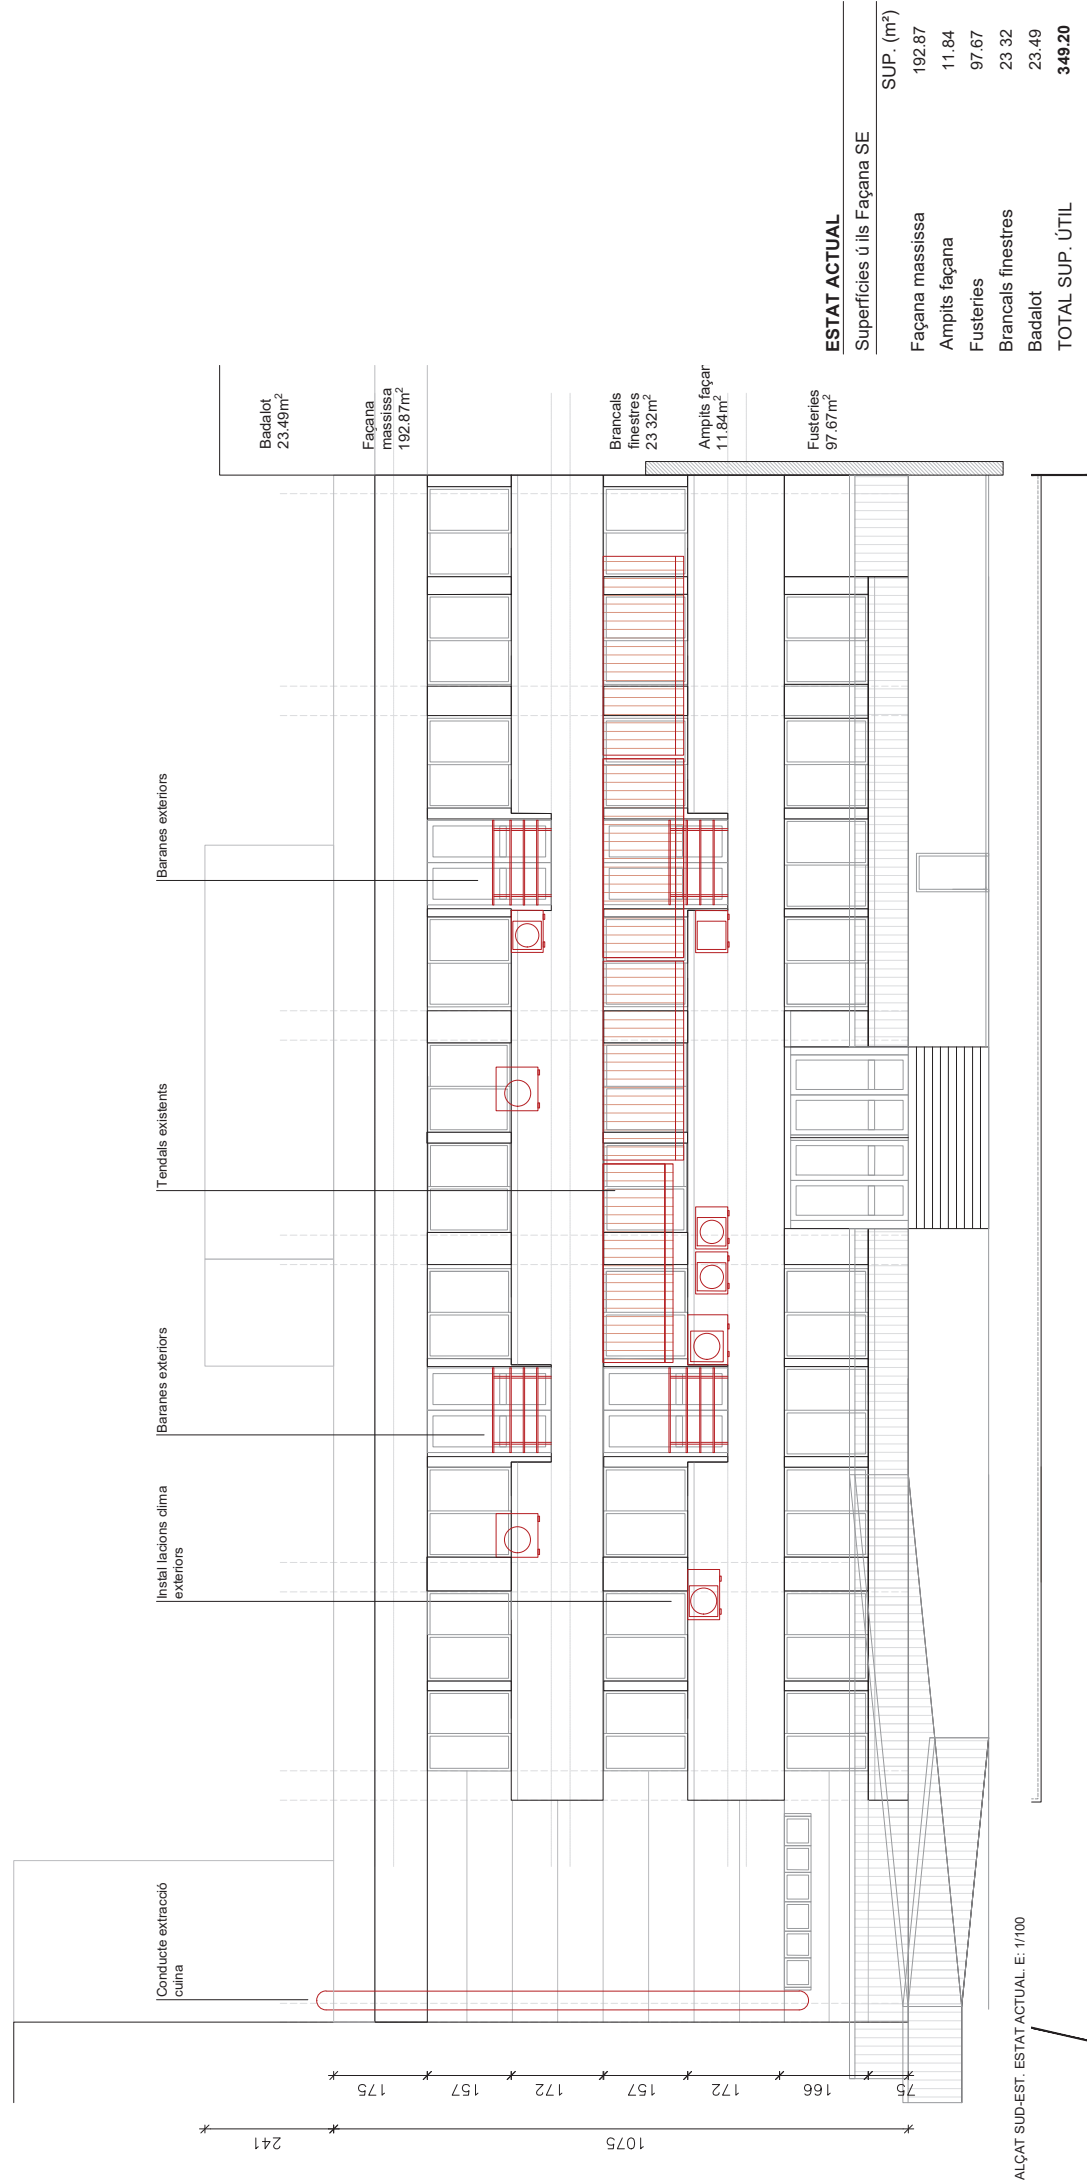 Conducte extracció
cuina
Instal lacions clima
exteriors
Baranes exteriors
Tendals existents
Baranes exteriors
Badalot
23.49m²
Façana
massissa
192.87m²
Brancals
finestres
23 32m²
Ampits façar
11.84m²
Fusteries
97.67m²
241
1075
175
157
172
157
172
166
75
ALÇAT SUD-EST. ESTAT ACTUAL. E: 1/100
ESTAT ACTUAL
Superfícies ú ils Façana SE
SUP. (m²)
Façana massissa 192.87
Ampits façana 11.84
Fusteries 97.67
Brancals finestres 23 32
Badalot 23.49
TOTAL SUP. ÚTIL 349.20